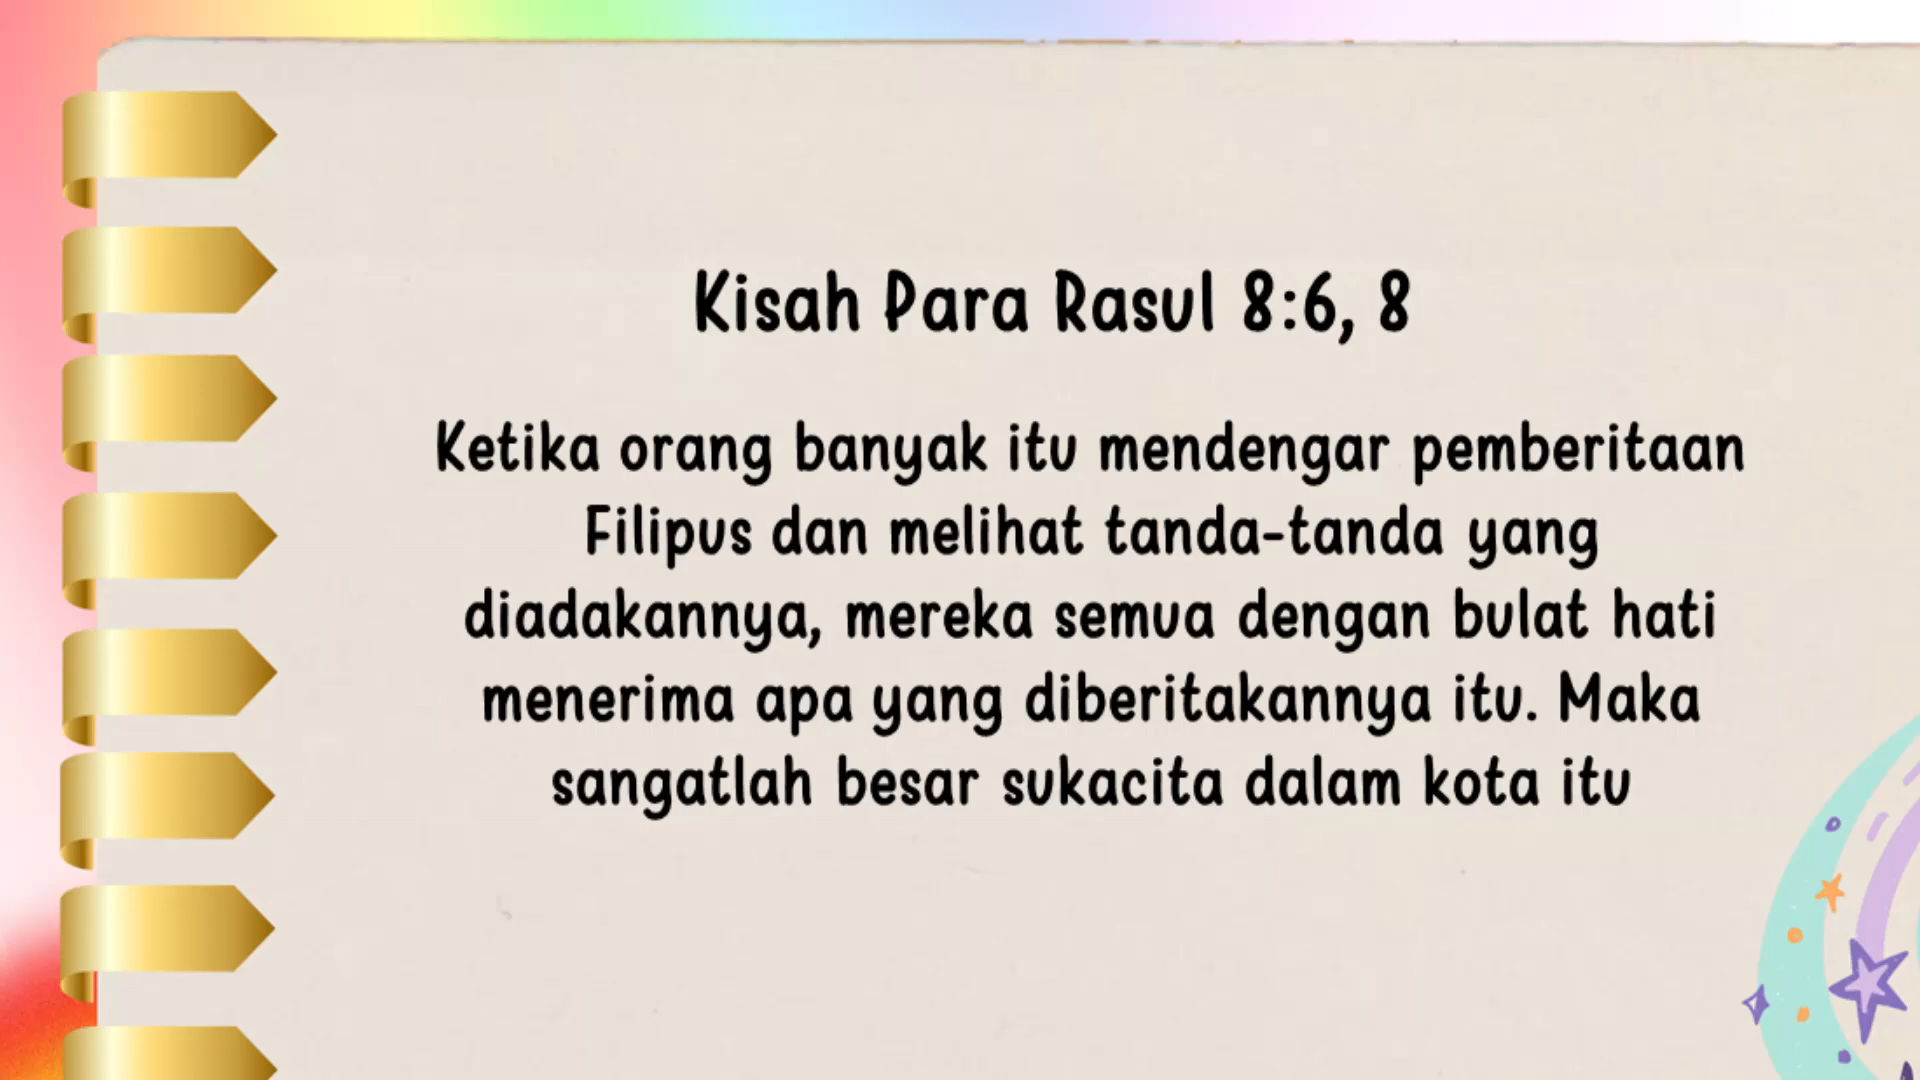 Kisah Para Rasul 8:6, 8
Ketika orang banyak itu mendengar pemberitaan
Filipus dan melihat tanda-tanda yang
diadakannya, mereka semua dengan bulat hati
menerima apa yang diberitakannya itu. Maka
sangatlah besar sukacita dalam kota itu